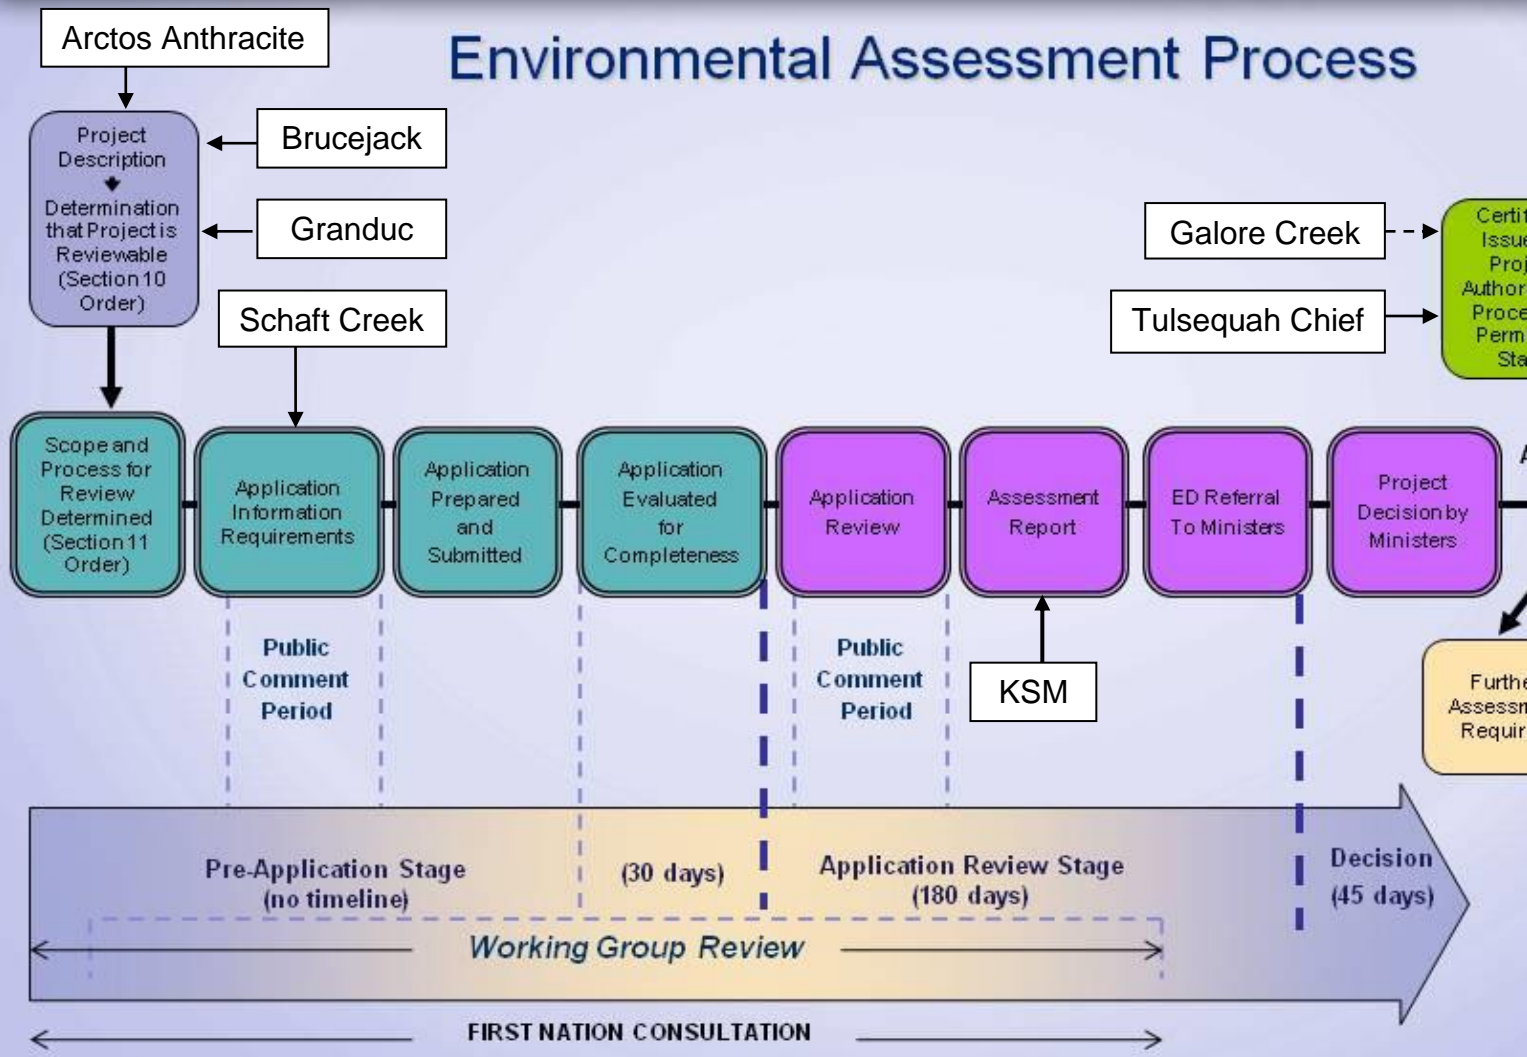 Environmental Assessment Process
Arctos Anthracite
Project
Description
Determination
that Project is
Reviewable
(Section 10
Order)
Brucejack
Granduc
Schaft Creek
Galore Creek
Tulsequah Chief
Scope and
Process for
Review
Determined
(Section 11
Order)
Application
Information
Requirements
Application
Prepared
and
Submitted
Application
Evaluated
for
Completeness
Application
Review
Assessment
Report
ED Referral
To Ministers
Project
Decision by
Ministers
Public
Comment
Period
Public
Comment
Period
KSM
Pre-Application Stage
(no timeline)
(30 days)
Application Review Stage
(180 days)
Decision
(45 days)
Working Group Review
FIRST NATION CONSULTATION